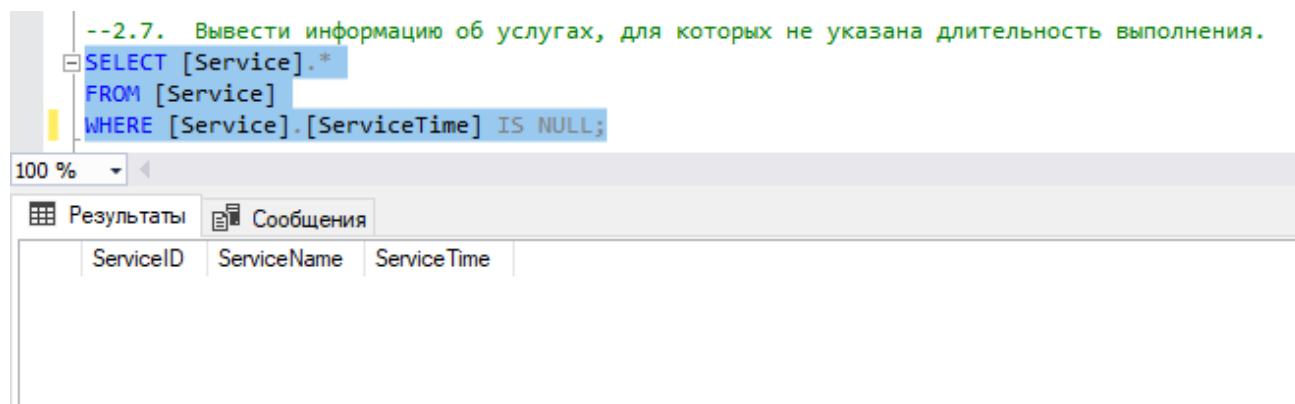 --2.7. Вывести информацию об услугах, для которых не указана длительность выполнения.
SELECT [Service].*
FROM [Service]
WHERE [Service].[ServiceTime] IS NULL;
100 %
Результаты Сообщения
ServiceID ServiceName ServiceTime